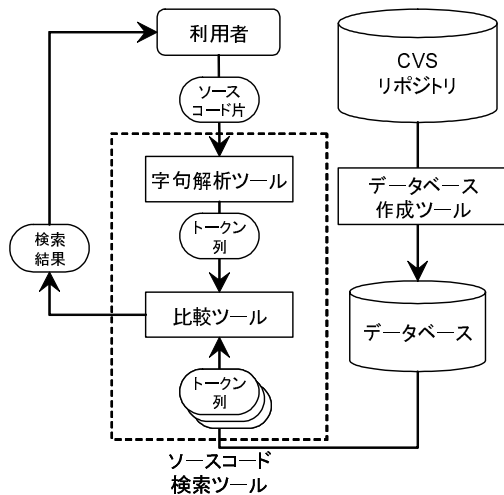 利用者
ソース
コード片
字句解析ツール
トークン
列
比較ツール
トークン
列
ソースコード
検索ツール
検索
結果
CVS
リポジトリ
データベース
作成ツール
データベース